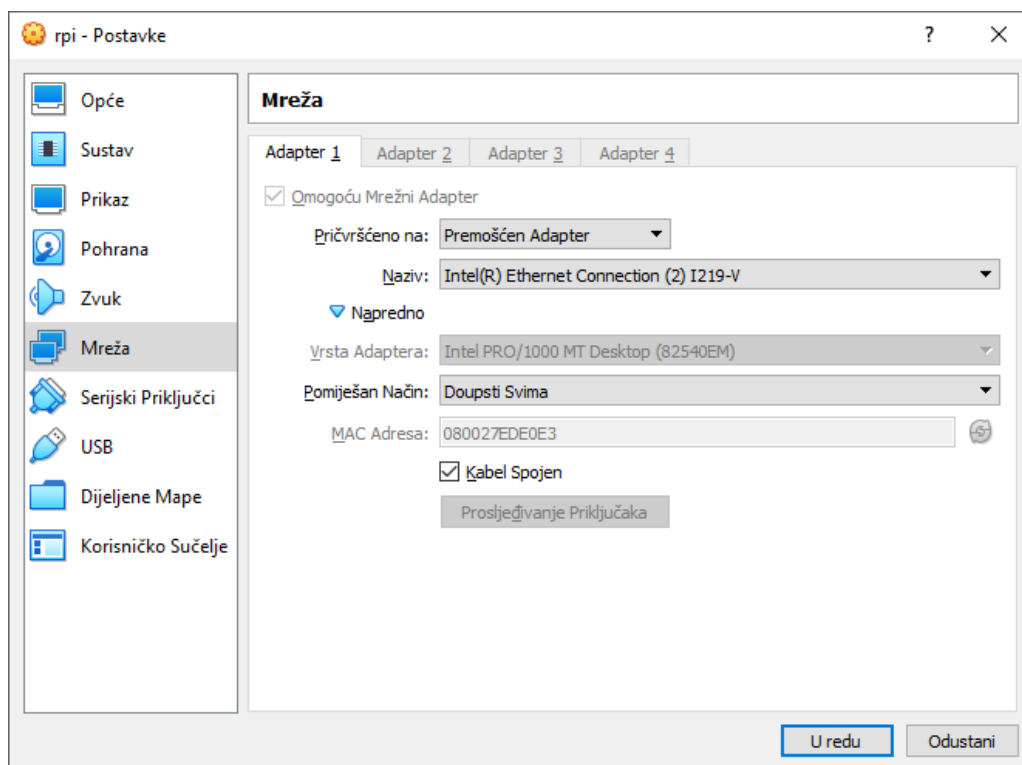 rpi - Postavke
?
Opće
Sustav
Prikaz
Pohrana
Zvuk
Mreža
Serijski Priključci
USB
Dijeljene Mape
Korisničko Sučelje
Mreža
Adapter 1 Adapter 2 Adapter 3 Adapter 4
Omogoću Mrežni Adapter
Pričvršćeno na: Premošćen Adapter
Naziv: Intel(R) Ethernet Connection (2) I219-V
Napredno
Vrsta Adaptera: Intel PRO/1000 MT Desktop (82540EM)
Pomiješan Način: Doupsti Svima
MAC Adresa: 080027EDE0E3
Kabel Spojen
Prosljeđivanje Priključaka
U redu Odustani